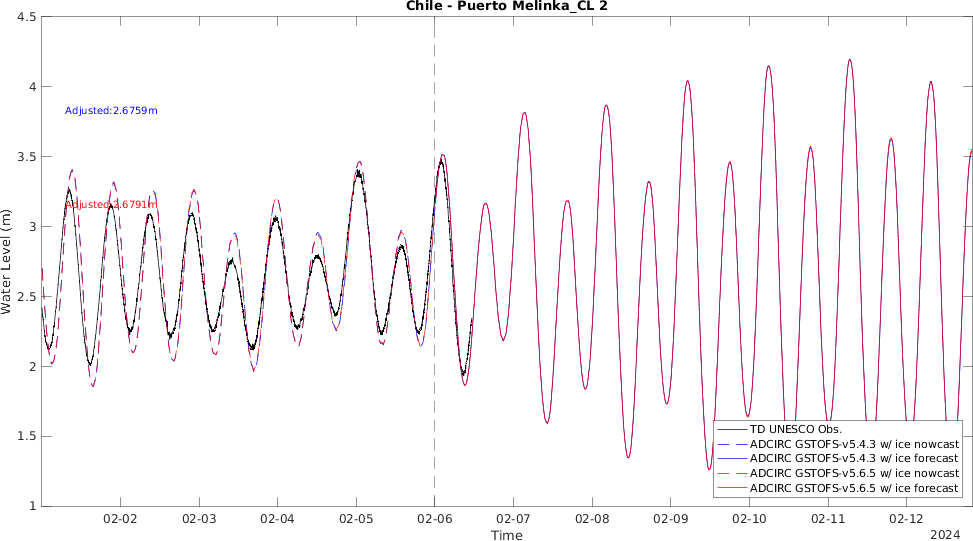 Chile - Puerto Melinka_CL 2
4.5
4
3.5
3
2.5
2
1.5
1
Water Level (m)
Adjusted:2.6759m
Adjusted:2.6791m
TD UNESCO Obs.
ADCIRC GSTOFS-v5.4.3 w/ ice nowcast
ADCIRC GSTOFS-v5.4.3 w/ ice forecast
ADCIRC GSTOFS-v5.6.5 w/ ice nowcast
ADCIRC GSTOFS-v5.6.5 w/ ice forecast
02-02 02-03 02-04 02-05 02-06 02-07 02-08 02-09 02-10 02-11 02-12
Time
2024